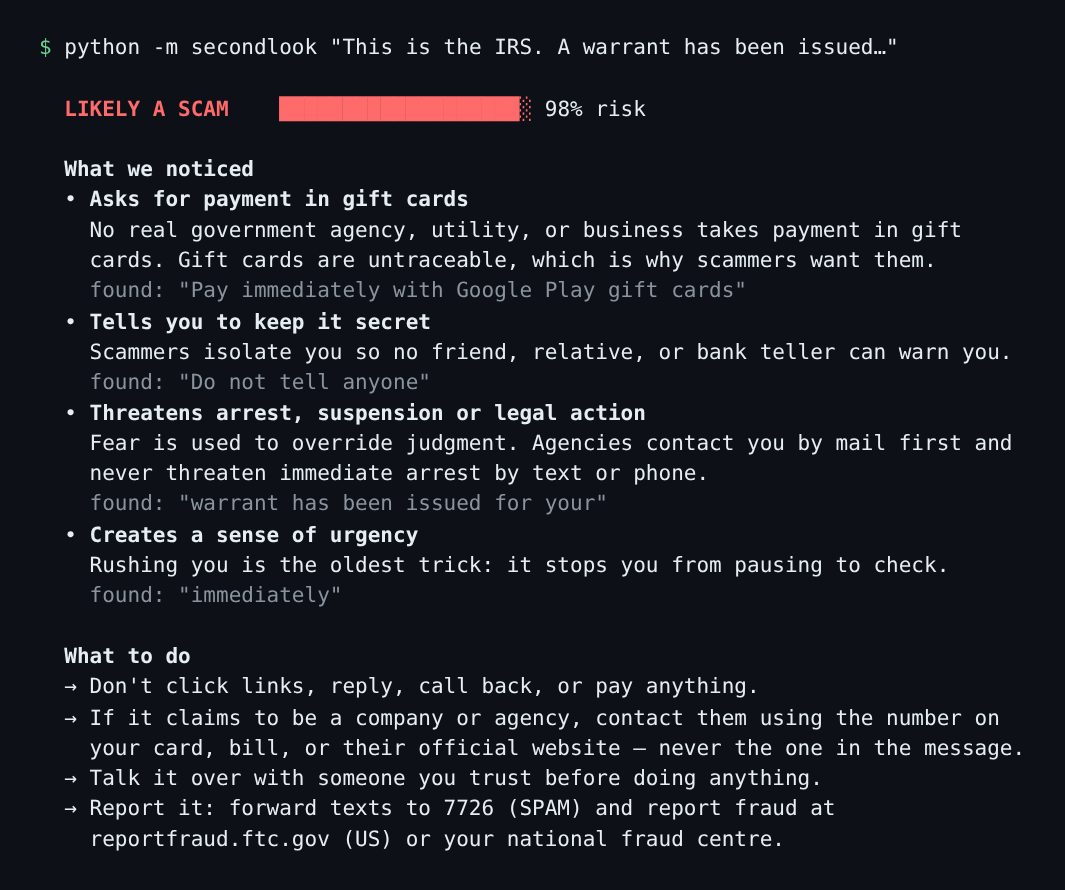 $ python -m secondlook "This is the IRS. A warrant has been issued…"
LIKELY A SCAM ███████████████████░ 98% risk
What we noticed
• Asks for payment in gift cards
No real government agency, utility, or business takes payment in gift
cards. Gift cards are untraceable, which is why scammers want them.
found: "Pay immediately with Google Play gift cards"
• Tells you to keep it secret
Scammers isolate you so no friend, relative, or bank teller can warn you.
found: "Do not tell anyone"
• Threatens arrest, suspension or legal action
Fear is used to override judgment. Agencies contact you by mail first and
never threaten immediate arrest by text or phone.
found: "warrant has been issued for your"
• Creates a sense of urgency
Rushing you is the oldest trick: it stops you from pausing to check.
found: "immediately"
What to do
→ Don't click links, reply, call back, or pay anything.
→ If it claims to be a company or agency, contact them using the number on
your card, bill, or their official website — never the one in the message.
→ Talk it over with someone you trust before doing anything.
→ Report it: forward texts to 7726 (SPAM) and report fraud at
reportfraud.ftc.gov (US) or your national fraud centre.